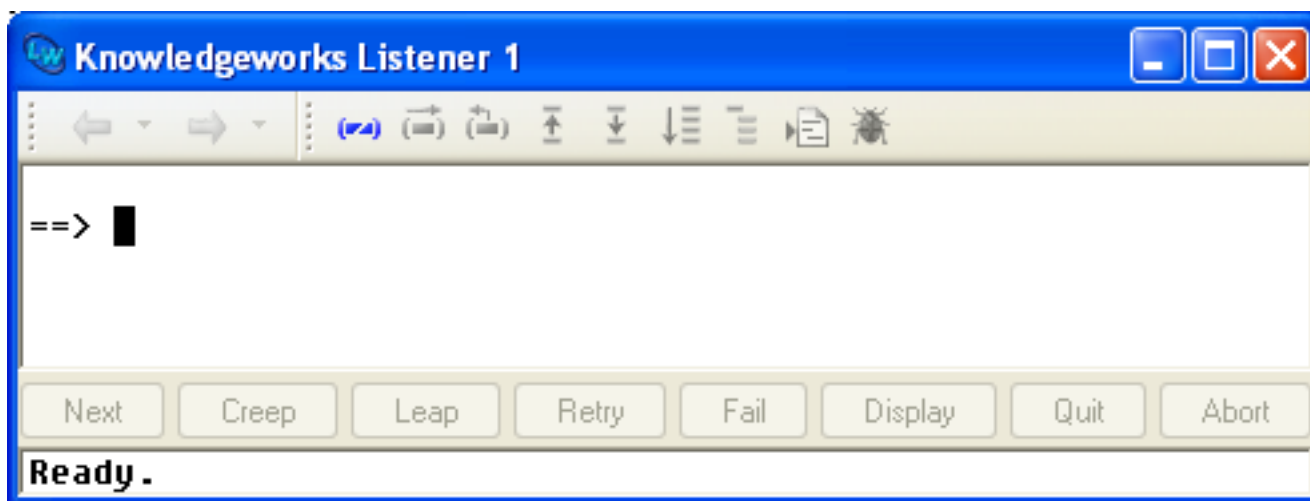 Knowledgeworks Listener 1
==>
Next Creep Leap Retry Fail Display Quit Abort
Ready.